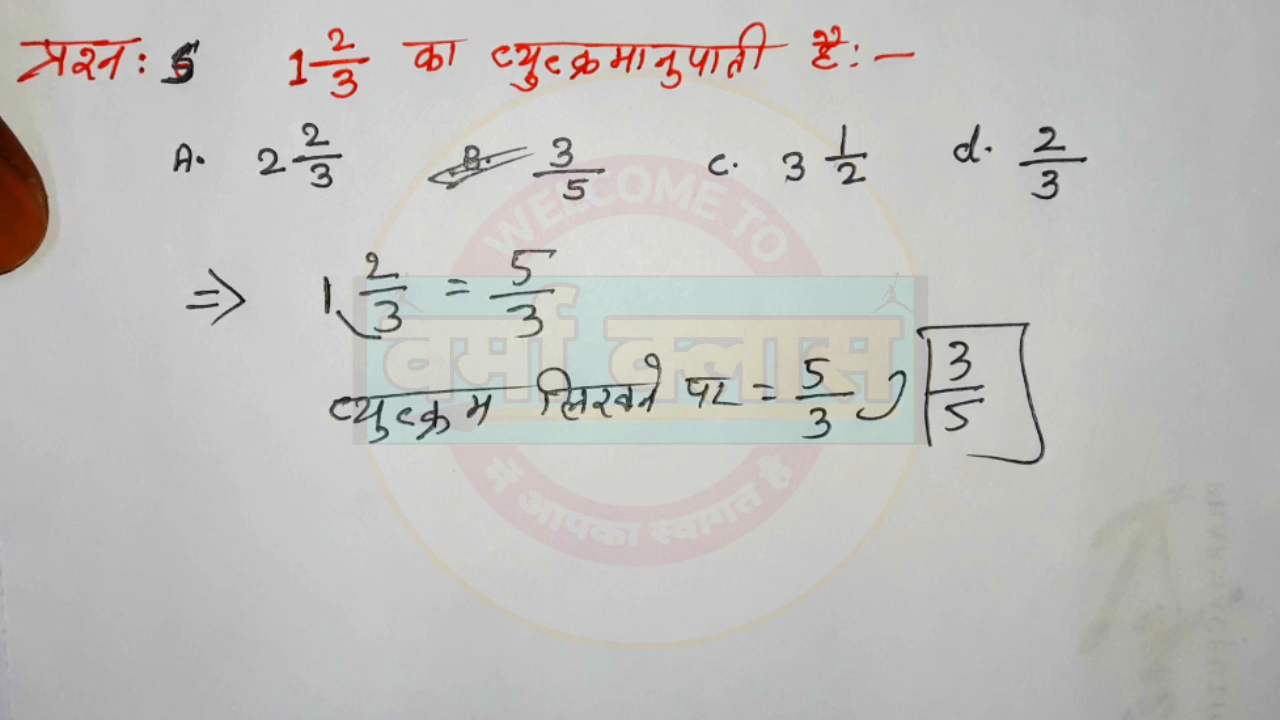 प्रश्न: 5 1 2/3 का व्युत्क्रमानुपाती है:-
A. 2 2/3 B. 3/5 C. 3 1/2 d. 2/3
⇒ 1 2/3 = 5/3
व्युत्क्रम लिखने पर = 5/3 3/5
WELCOME TO
वर्मा क्लास
में आपका स्वागत है